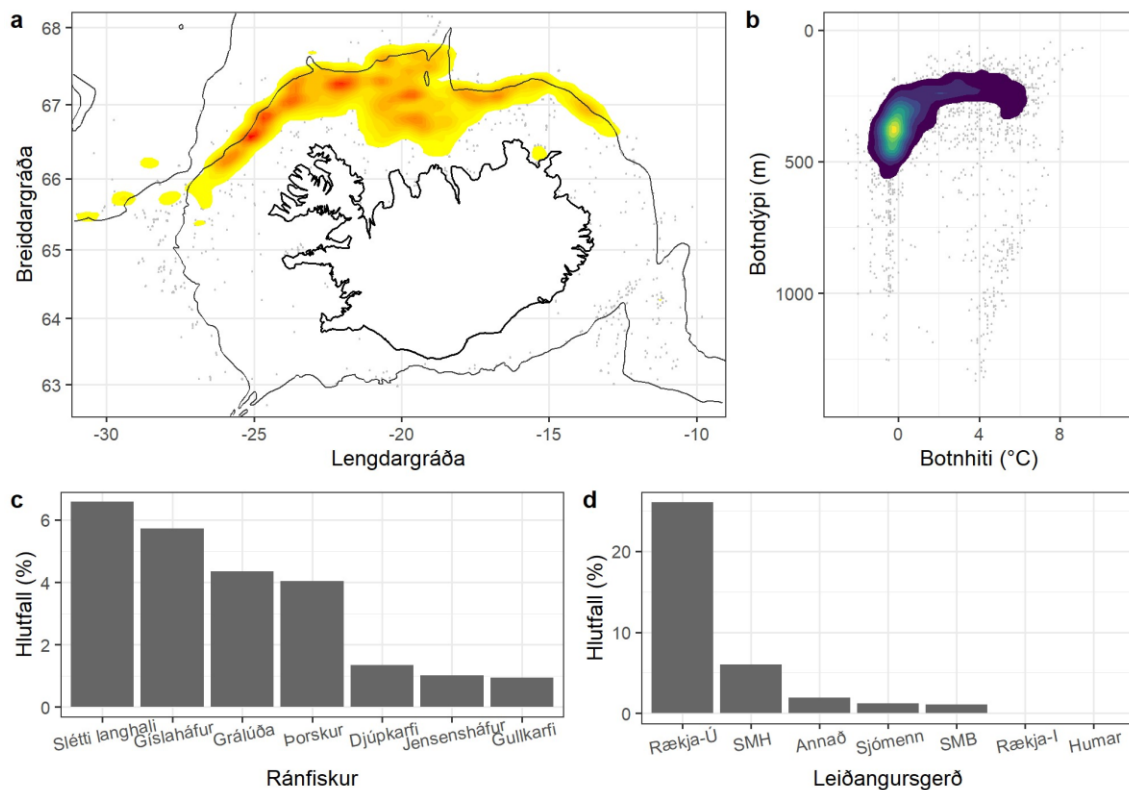 a
68
67
66
65
64
63
Breiddargráða
-30
-25
-20
-15
-10
Lengdargráða
b
0
500
1000
Botndýpi (m)
0
4
8
Botnhiti (°C)
c
6
4
2
0
Hlutfall (%)
Slétti langhali
Gíslaháfur
Grálúða
Þorskur
Djúpkarfi
Jensensháfur
Gullkarfi
Ránfiskur
d
20
10
0
Hlutfall (%)
Rækja-Ú
SMH
Annað
Sjómenn
SMB
Rækja-I
Humar
Leiðangursgerð